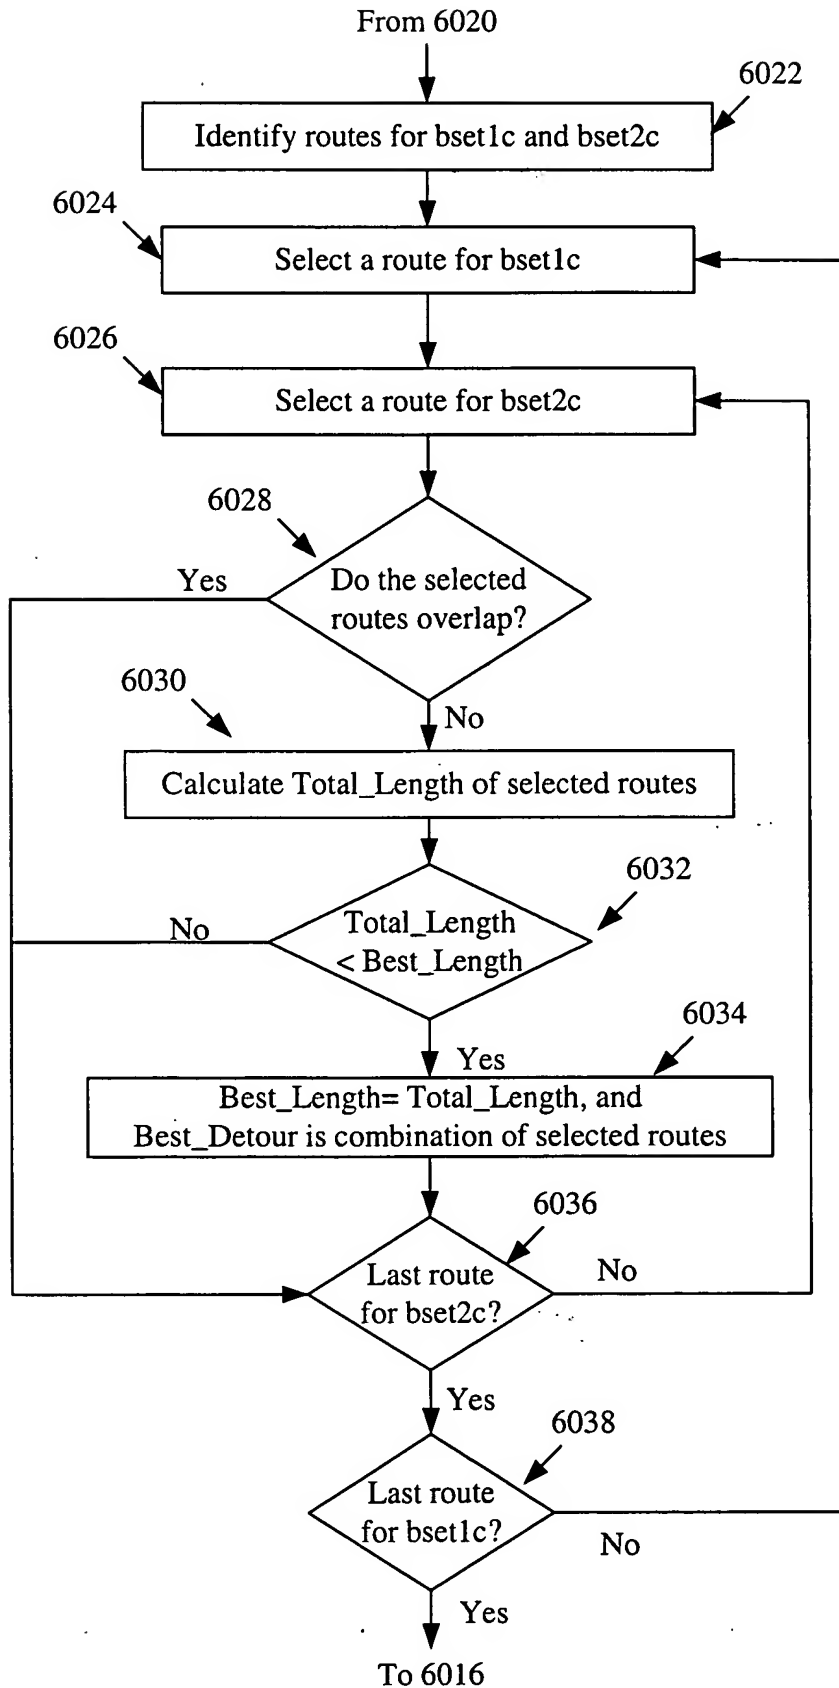 From 6020
6022
Identify routes for bset1c and bset2c
6024
Select a route for bset1c
6026
Select a route for bset2c
6028
Yes
Do the selected
routes overlap?
6030
No
Calculate Total_Length of selected routes
6032
No
Total_Length
< Best_Length
6034
Yes
Best_Length= Total_Length, and
Best_Detour is combination of selected routes
6036
Last route
for bset2c?
No
Yes
6038
Last route
for bset1c?
No
Yes
To 6016